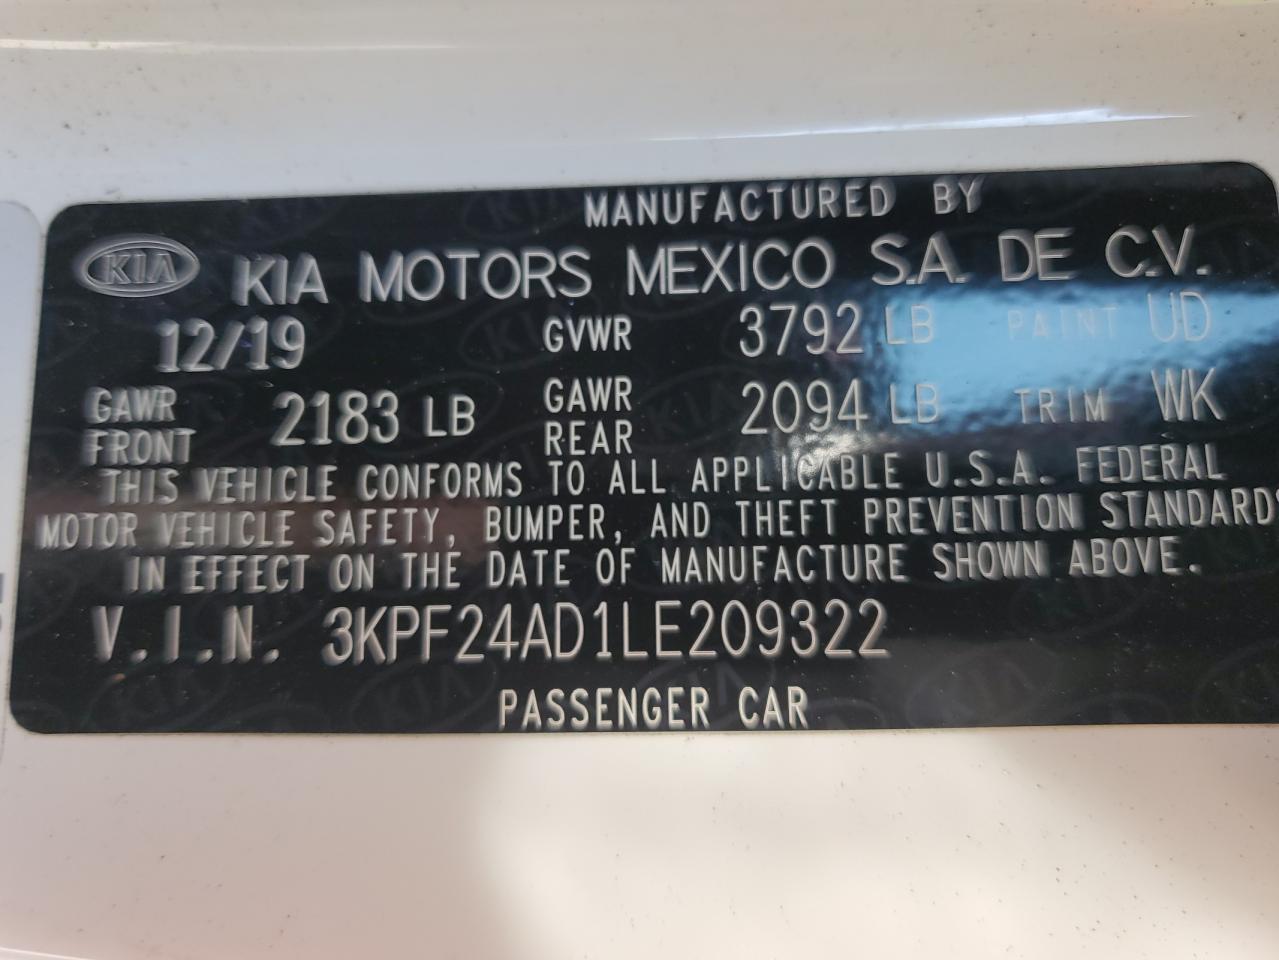 MANUFACTURED BY
KIA KIA MOTORS MEXICO S.A. DE C.V.
12/19 GVWR 3792 LB PAINT UD
GAWR FRONT 2183 LB GAWR REAR 2094 LB TRIM WK
THIS VEHICLE CONFORMS TO ALL APPLICABLE U.S.A. FEDERAL
MOTOR VEHICLE SAFETY, BUMPER, AND THEFT PREVENTION STANDARDS
IN EFFECT ON THE DATE OF MANUFACTURE SHOWN ABOVE.
V.I.N. 3KPF24AD1LE209322
PASSENGER CAR